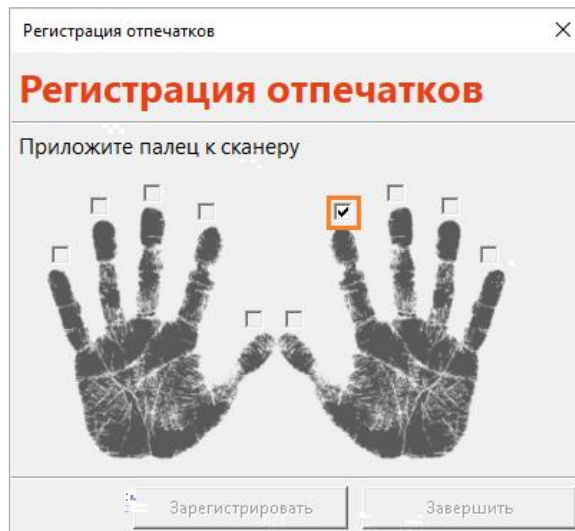 Регистрация отпечатков
Регистрация отпечатков
Приложите палец к сканеру
Зарегистрировать
Завершить